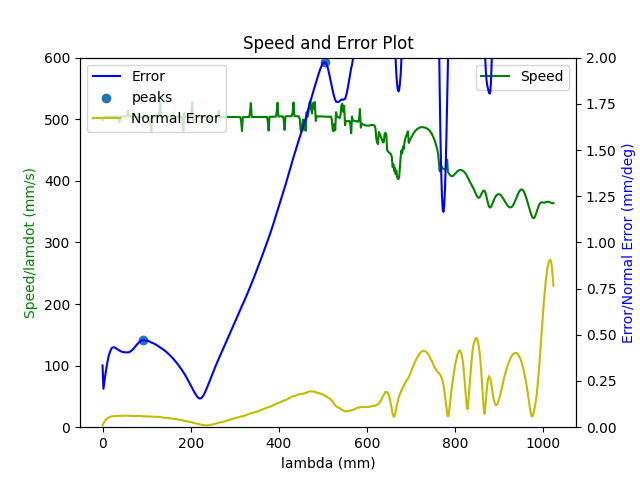 Speed and Error Plot
Error
peaks
Normal Error
Speed
Speed/lamdot (mm/s)
600
500
400
300
200
100
0
2.00
1.75
1.50
1.25
1.00
0.75
0.50
0.25
0.00
Error/Normal Error (mm/deg)
0 200 400 600 800 1000
lambda (mm)